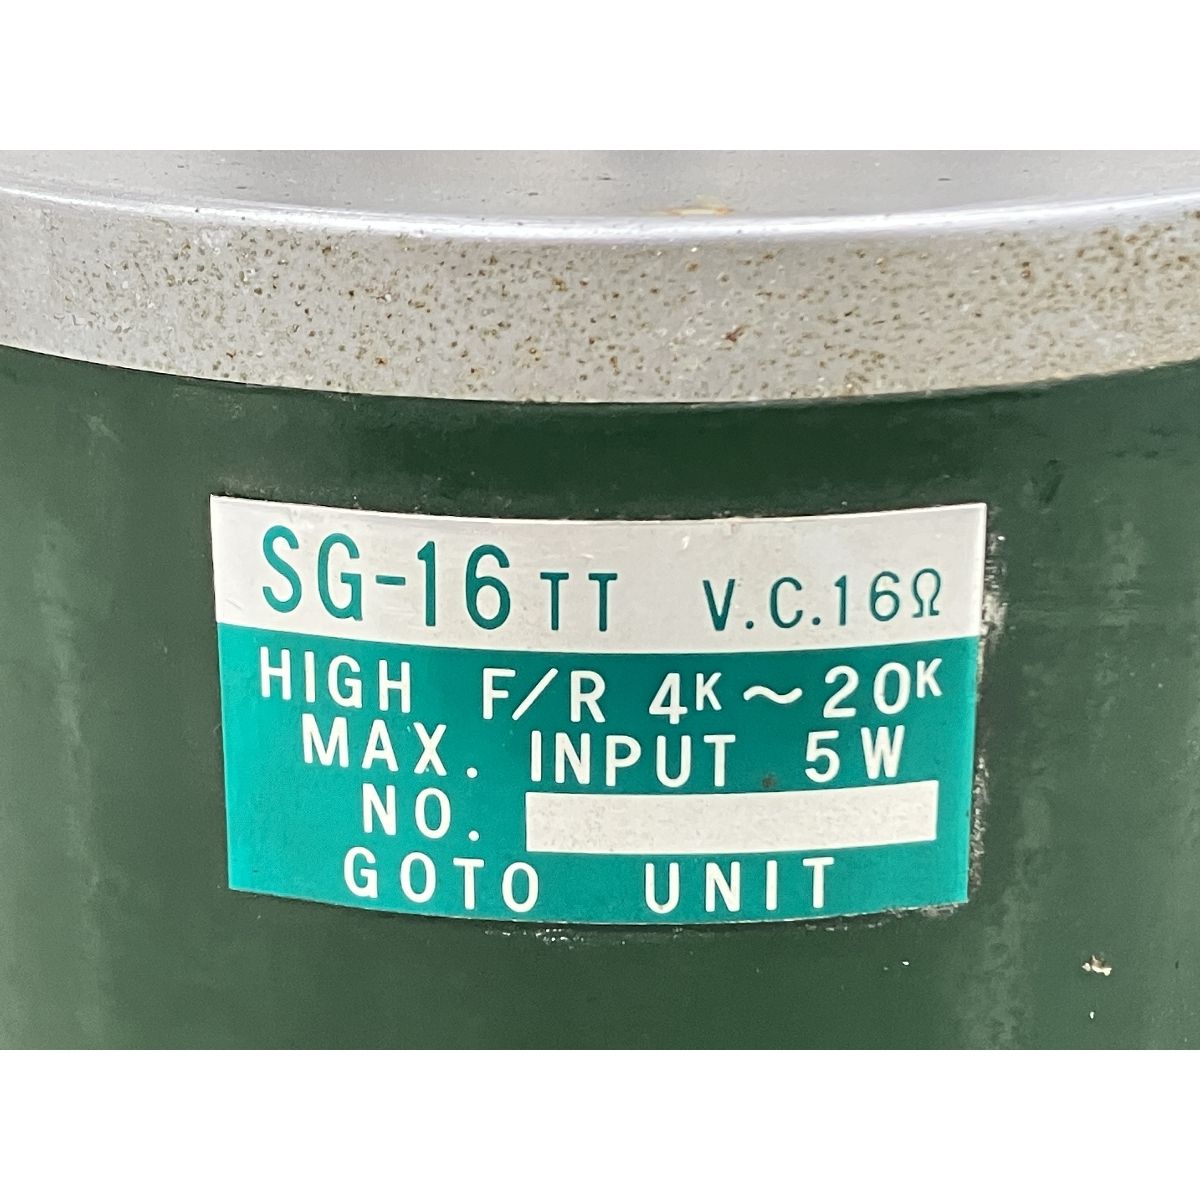 SG-16TT V.C.16Ω
HIGH F/R 4K～20K
MAX. INPUT 5W
NO.
GOTO UNIT